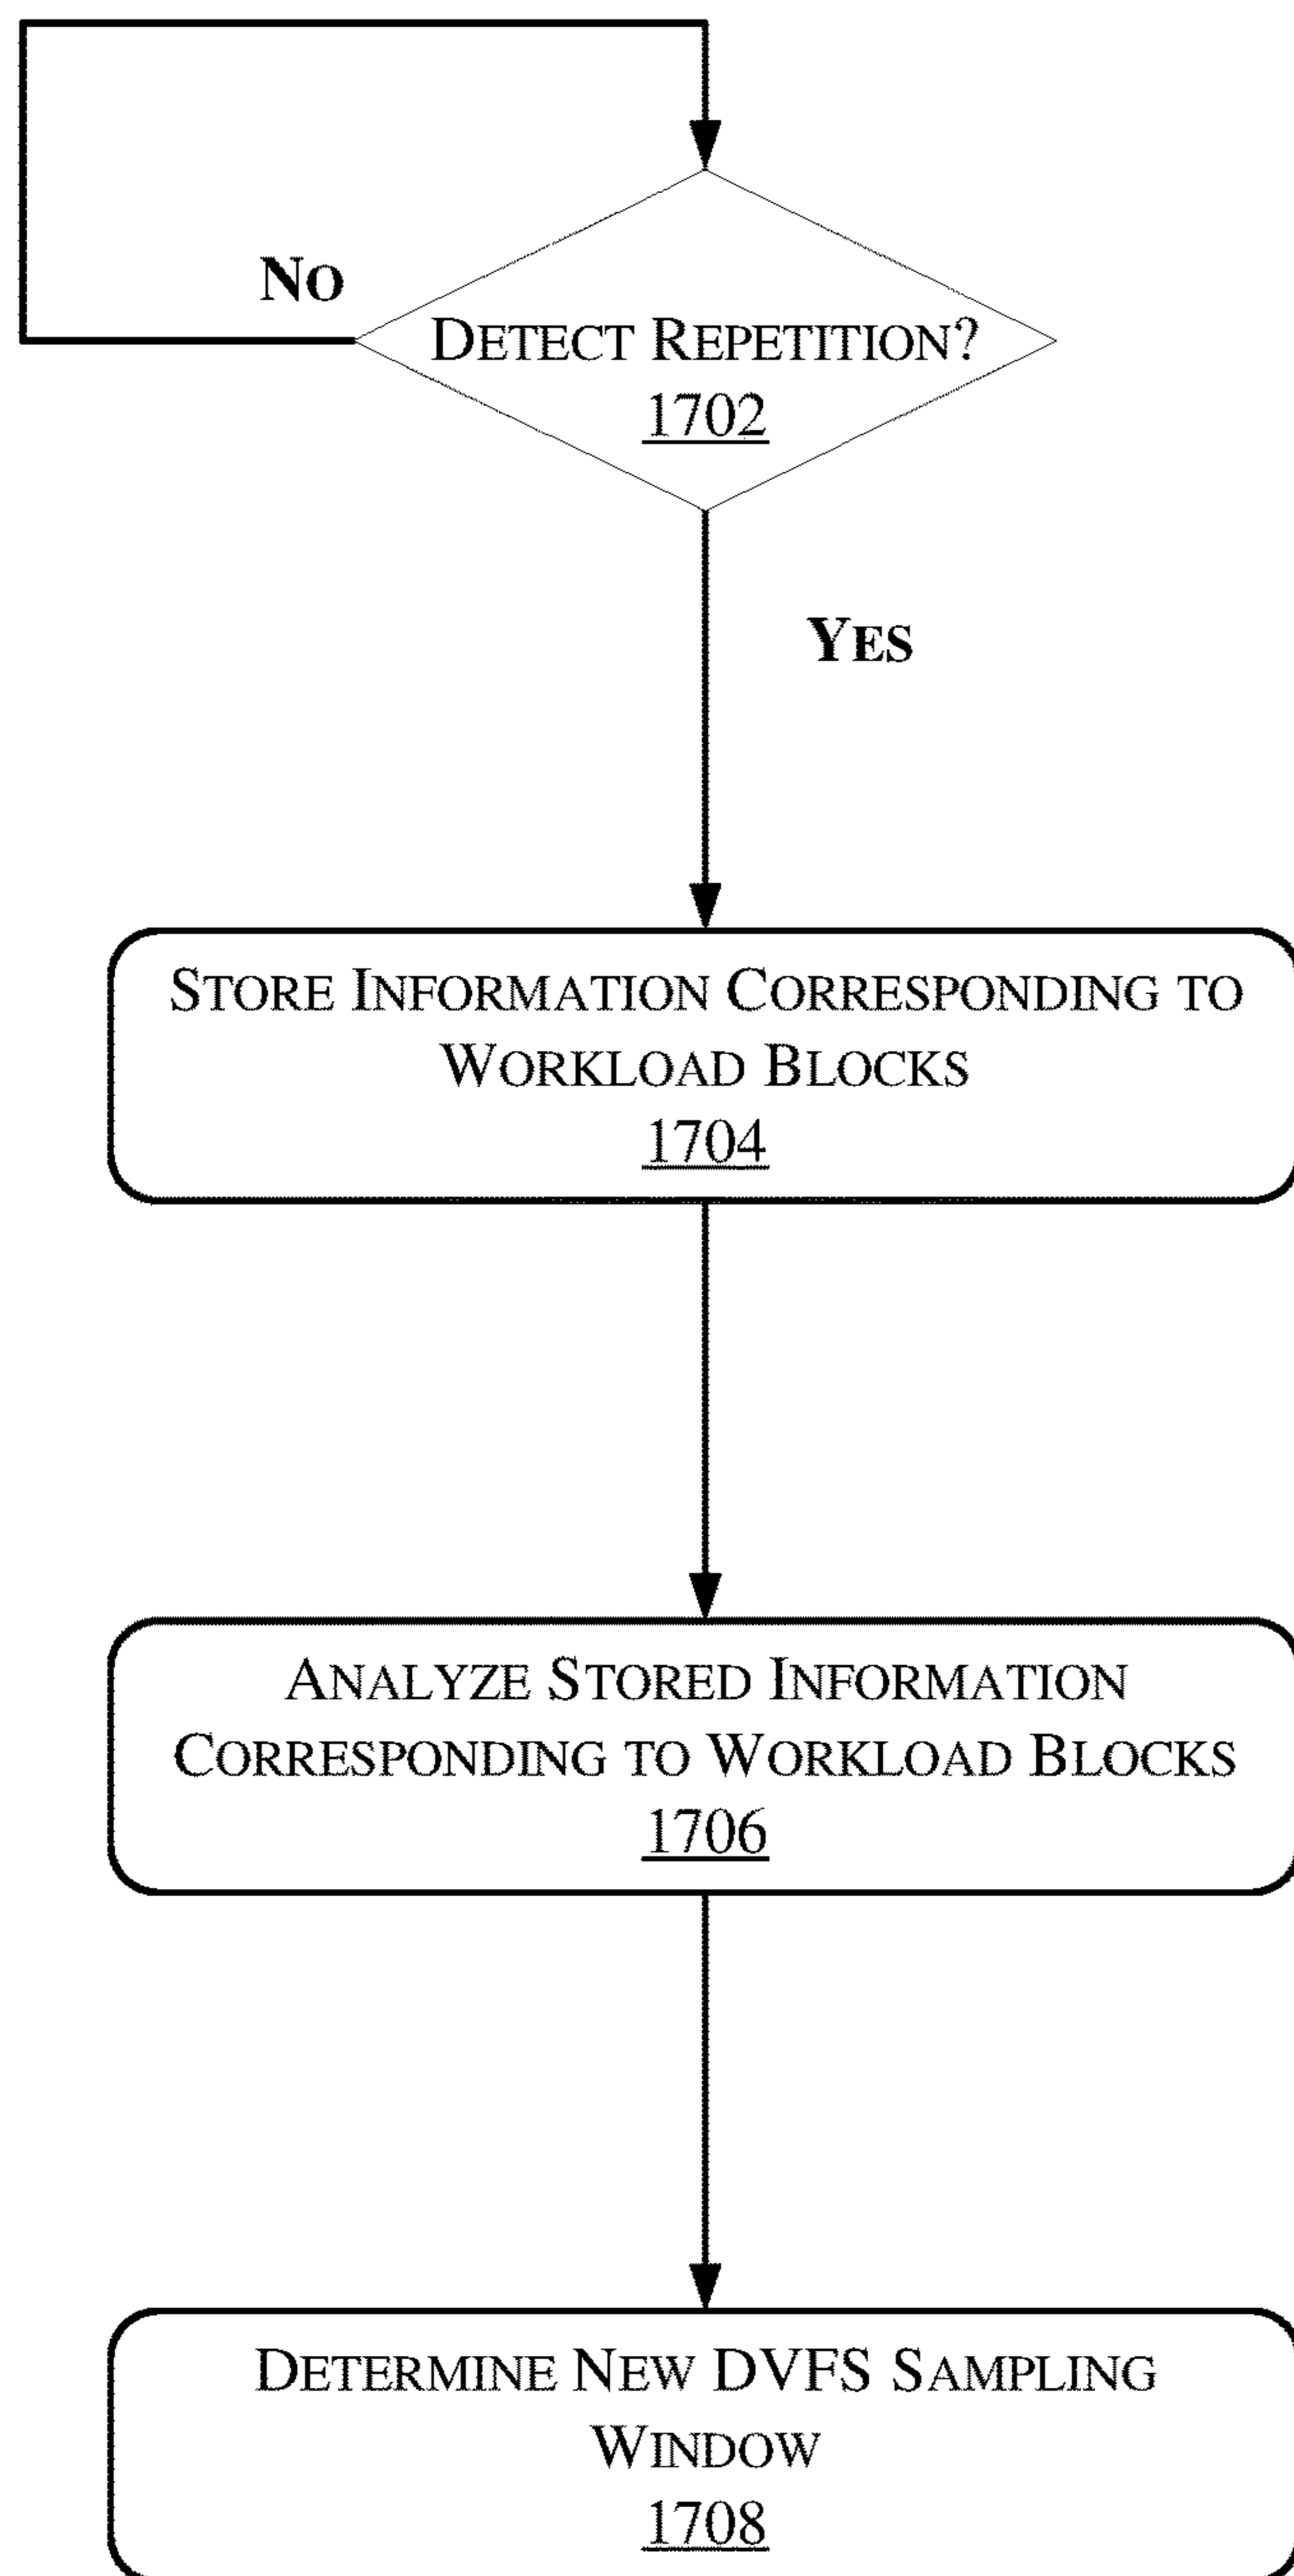 NO
DETECT REPETITION?
1702
YES
STORE INFORMATION CORRESPONDING TO
WORKLOAD BLOCKS
1704
ANALYZE STORED INFORMATION
CORRESPONDING TO WORKLOAD BLOCKS
1706
DETERMINE NEW DVFS SAMPLING
WINDOW
1708